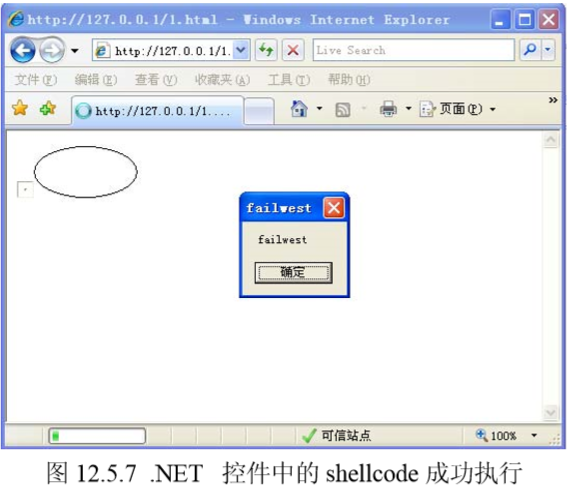 http://127.0.0.1/1.html - Windows Internet Explorer
http://127.0.0.1/1. Live Search
文件(F) 编辑(E) 查看(V) 收藏夹(A) 工具(T) 帮助(H)
http://127.0.0.1/1.... 页面(P) »
failwest
failwest
确定
可信站点 100%
图 12.5.7 .NET 控件中的 shellcode 成功执行